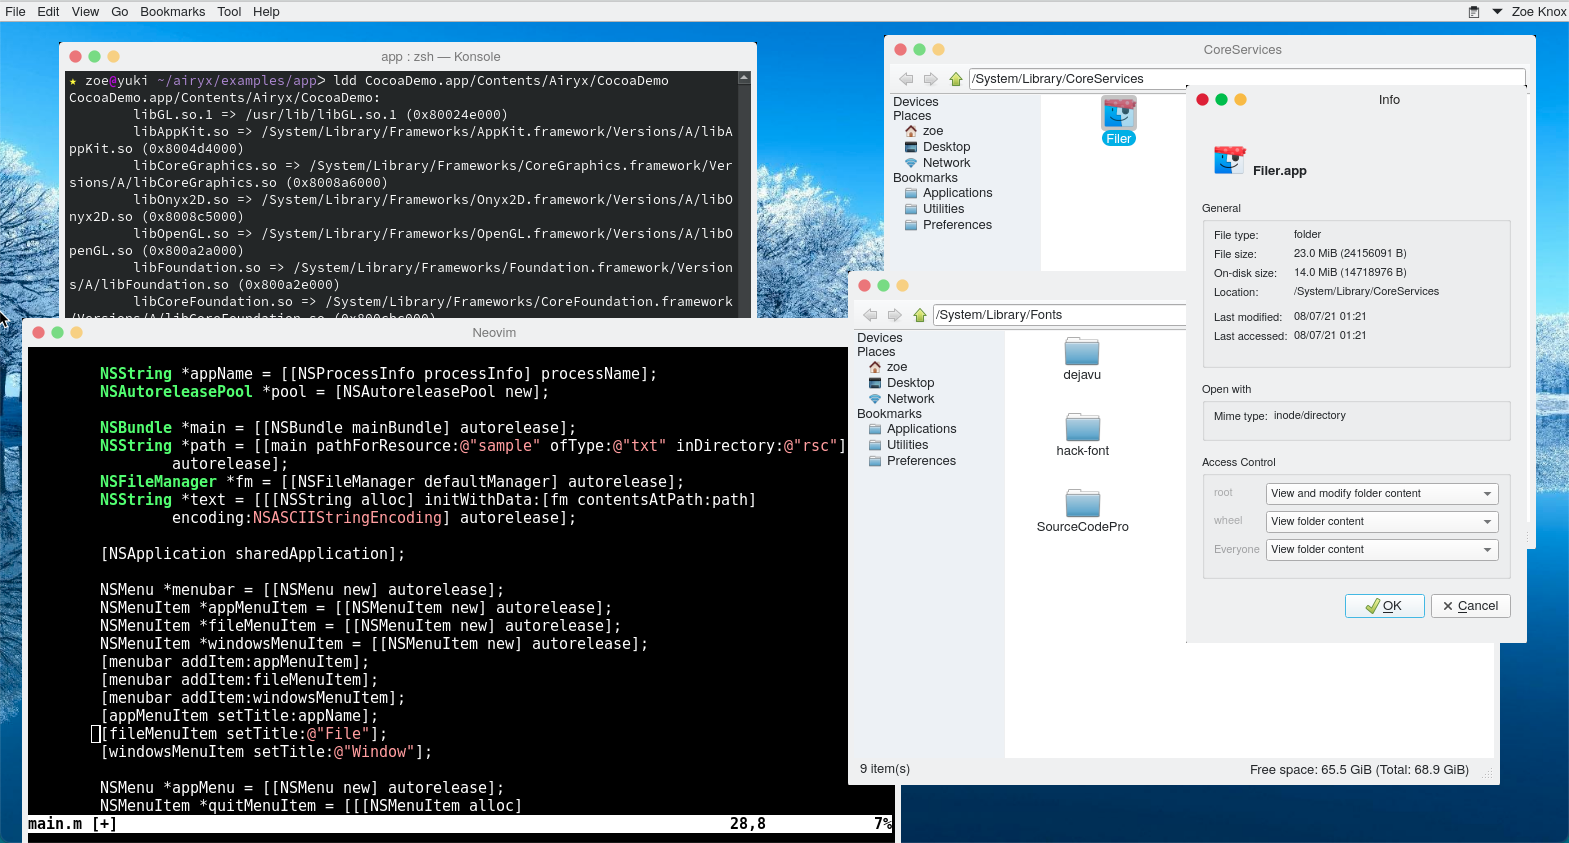 File Edit View Go Bookmarks Tool Help
Zoe Knox
app : zsh — Konsole
★ zoe@yuki ~/airyx/examples/app> ldd CocoaDemo.app/Contents/Airyx/CocoaDemo
CocoaDemo.app/Contents/Airyx/CocoaDemo:
libGL.so.1 => /usr/lib/libGL.so.1 (0x80024e000)
libAppKit.so => /System/Library/Frameworks/AppKit.framework/Versions/A/libA
ppKit.so (0x8004d4000)
libCoreGraphics.so => /System/Library/Frameworks/CoreGraphics.framework/Ver
sions/A/libCoreGraphics.so (0x8008a6000)
libOnyx2D.so => /System/Library/Frameworks/Onyx2D.framework/Versions/A/libO
nyx2D.so (0x8008c5000)
libOpenGL.so => /System/Library/Frameworks/OpenGL.framework/Versions/A/libO
penGL.so (0x800a2a000)
libFoundation.so => /System/Library/Frameworks/Foundation.framework/Version
s/A/libFoundation.so (0x800a2e000)
libCoreFoundation.so => /System/Library/Frameworks/CoreFoundation.framework
/Versions/A/libCoreFoundation.so
Neovim
NSString *appName = [[NSProcessInfo processInfo] processName];
NSAutoreleasePool *pool = [NSAutoreleasePool new];
NSBundle *main = [[NSBundle mainBundle] autorelease];
NSString *path = [[main pathForResource:@"sample" ofType:@"txt" inDirectory:@"rsc"]
autorelease];
NSFileManager *fm = [[NSFileManager defaultManager] autorelease];
NSString *text = [[[NSString alloc] initWithData:[fm contentsAtPath:path]
encoding:NSASCIIStringEncoding] autorelease];
[NSApplication sharedApplication];
NSMenu *menubar = [[NSMenu new] autorelease];
NSMenuItem *appMenuItem = [[NSMenuItem new] autorelease];
NSMenuItem *fileMenuItem = [[NSMenuItem new] autorelease];
NSMenuItem *windowsMenuItem = [[NSMenuItem new] autorelease];
[menubar addItem:appMenuItem];
[menubar addItem:fileMenuItem];
[menubar addItem:windowsMenuItem];
[appMenuItem setTitle:appName];
[fileMenuItem setTitle:@"File"];
[windowsMenuItem setTitle:@"Window"];
NSMenu *appMenu = [[NSMenu new] autorelease];
NSMenuItem *quitMenuItem = [[[NSMenuItem alloc]
main.m [+] 28,8 7%
CoreServices
/System/Library/CoreServices
Devices
Places
zoe
Desktop
Network
Bookmarks
Applications
Utilities
Preferences
Filer
/System/Library/Fonts
Devices
Places
zoe
Desktop
Network
Bookmarks
Applications
Utilities
Preferences
dejavu
hack-font
SourceCodePro
9 item(s)
Free space: 65.5 GiB (Total: 68.9 GiB)
Info
Filer.app
General
File type: folder
File size: 23.0 MiB (24156091 B)
On-disk size: 14.0 MiB (14718976 B)
Location: /System/Library/CoreServices
Last modified: 08/07/21 01:21
Last accessed: 08/07/21 01:21
Open with
Mime type: inode/directory
Access Control
root View and modify folder content
wheel View folder content
Everyone View folder content
OK Cancel